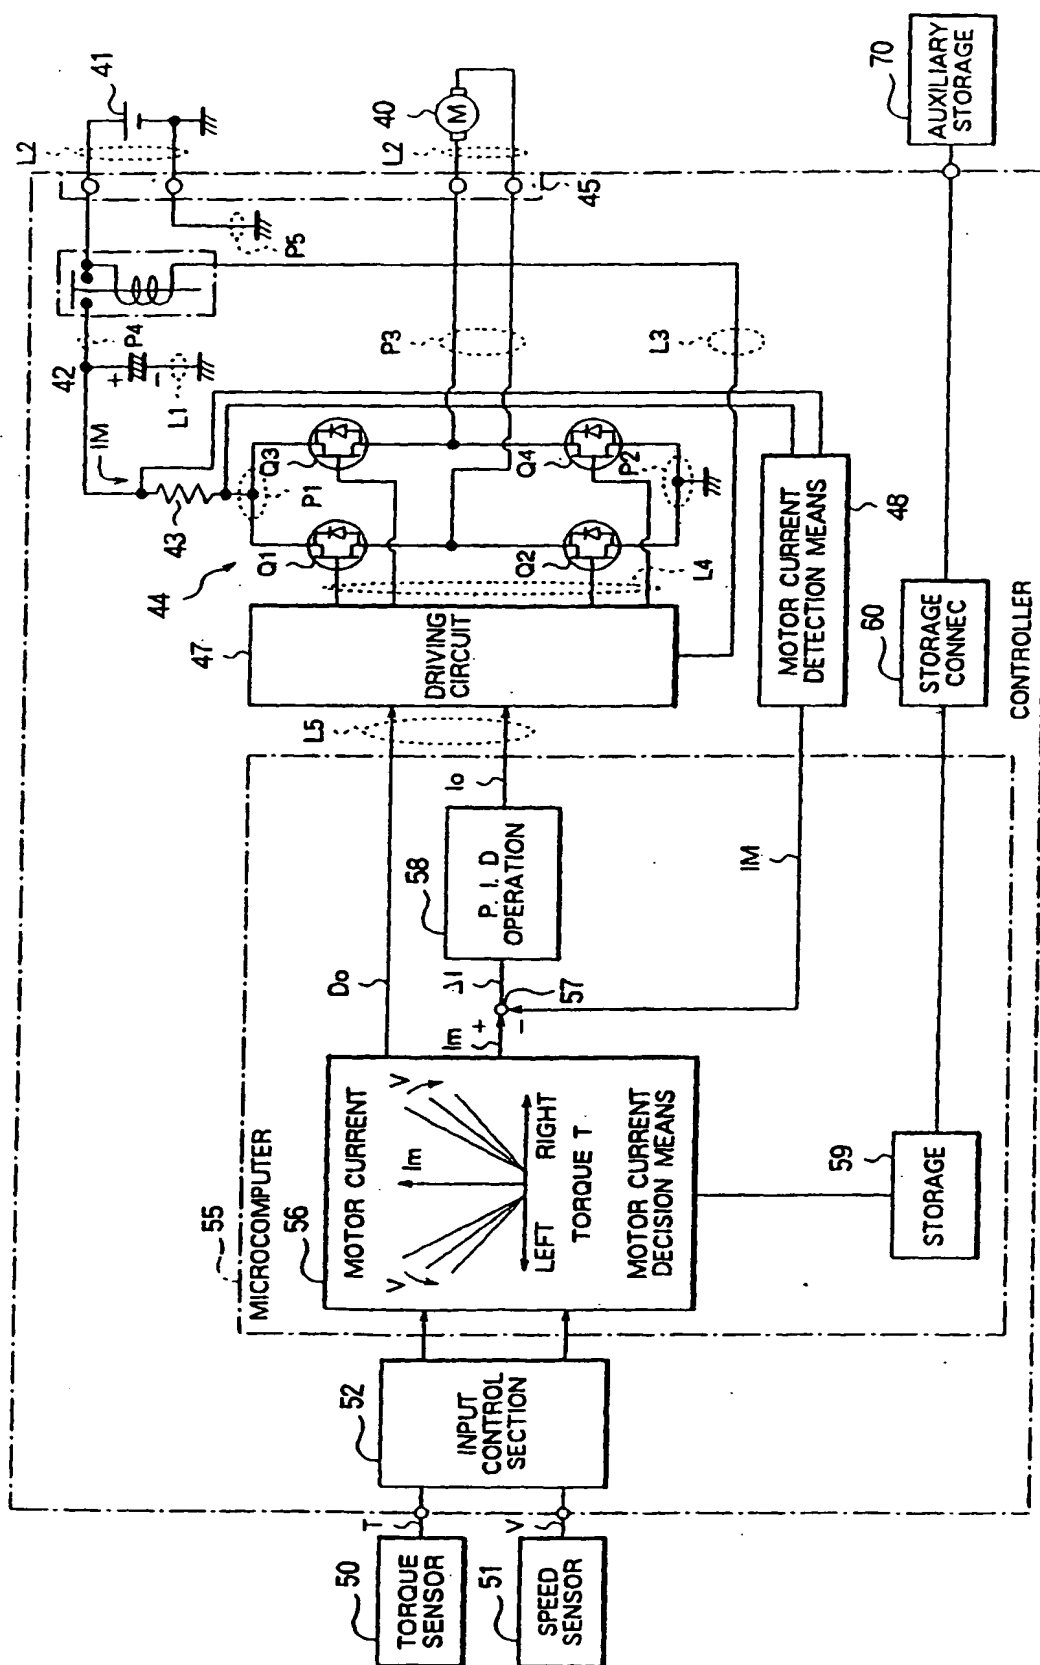 50
TORQUE
SENSOR
T
51
SPEED
SENSOR
V
52
INPUT
CONTROL
SECTION
55
MICROCOMPUTER
56
MOTOR CURRENT
V
Im
V
LEFT
RIGHT
TORQUE T
MOTOR CURRENT
DECISION MEANS
59
STORAGE
Do
Im
+
−
57
ΔI
58
P. I. D
OPERATION
Io
IM
L5
47
DRIVING
CIRCUIT
44
Q1
Q2
Q3
Q4
P1
P2
L4
43
IM
42
+
−
L1
P4
P3
L3
P5
L2
41
L2
40
M
45
MOTOR CURRENT
DETECTION MEANS
48
60
STORAGE
CONNEC
CONTROLLER
70
AUXILIARY
STORAGE